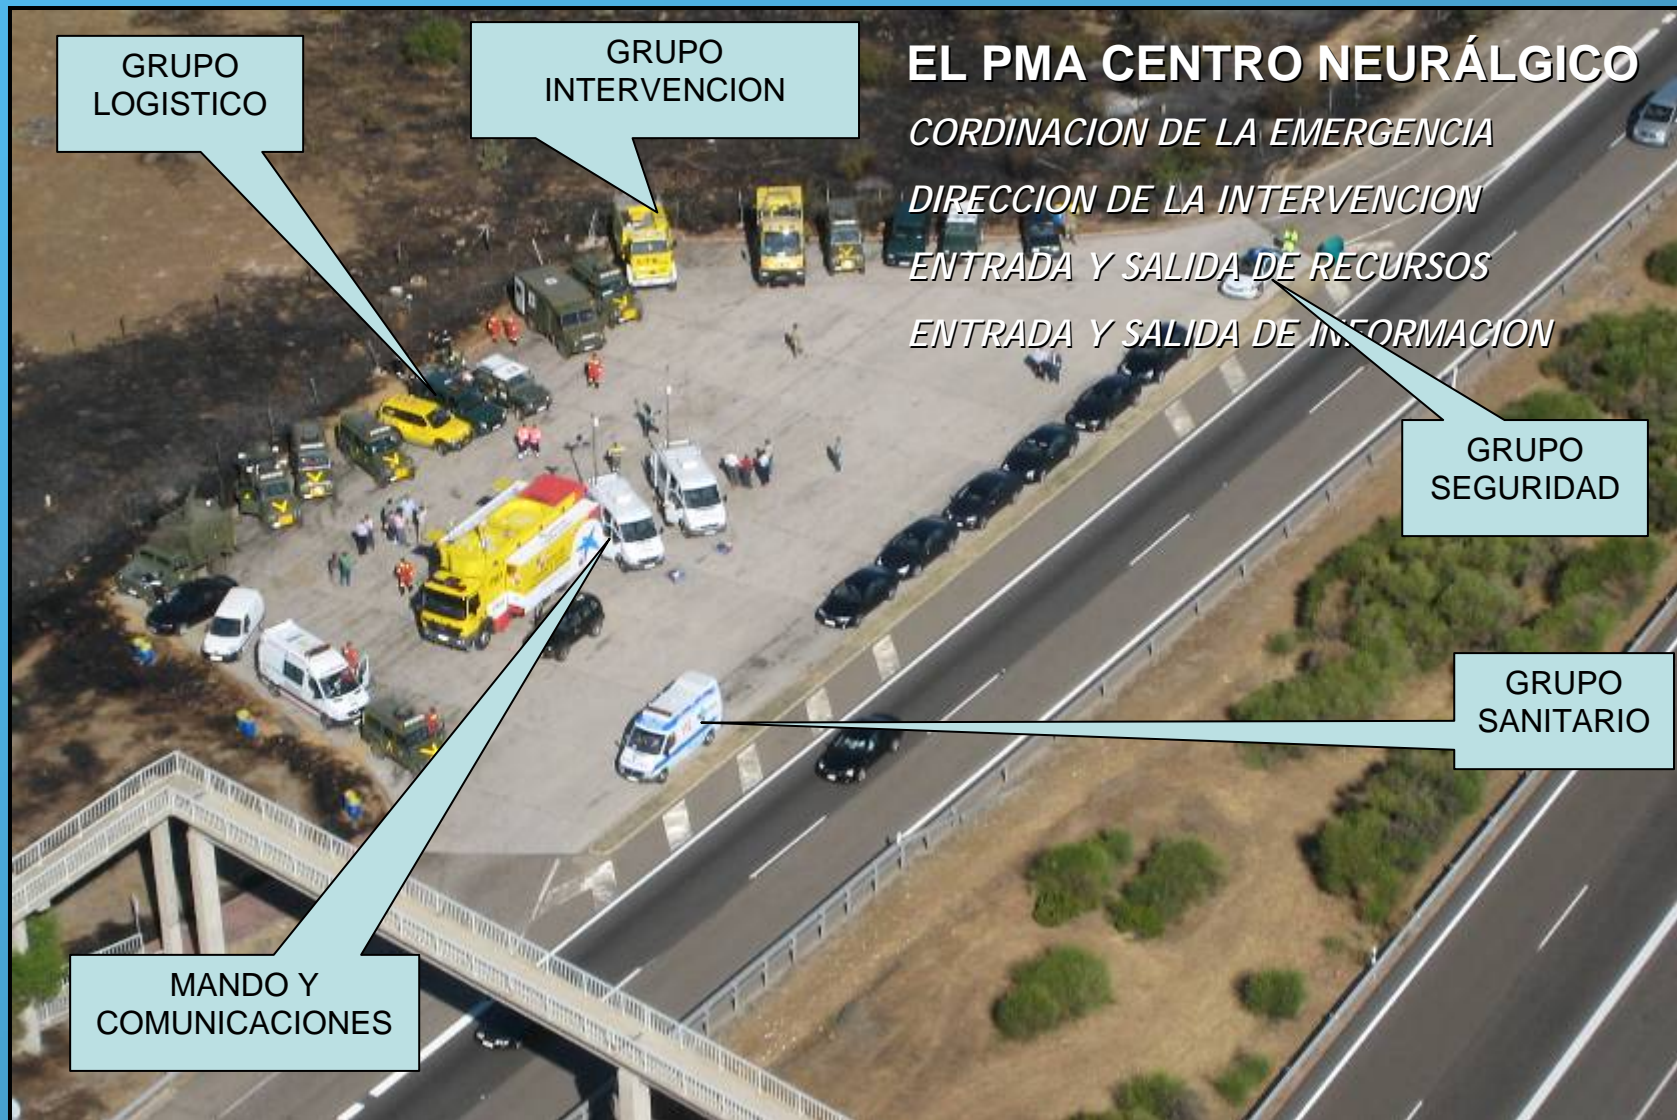 GRUPO
LOGISTICO
GRUPO
INTERVENCION
EL PMA CENTRO NEURÁLGICO
CORDINACION DE LA EMERGENCIA
DIRECCION DE LA INTERVENCION
ENTRADA Y SALIDA DE RECURSOS
ENTRADA Y SALIDA DE INFORMACION
GRUPO
SEGURIDAD
GRUPO
SANITARIO
MANDO Y
COMUNICACIONES